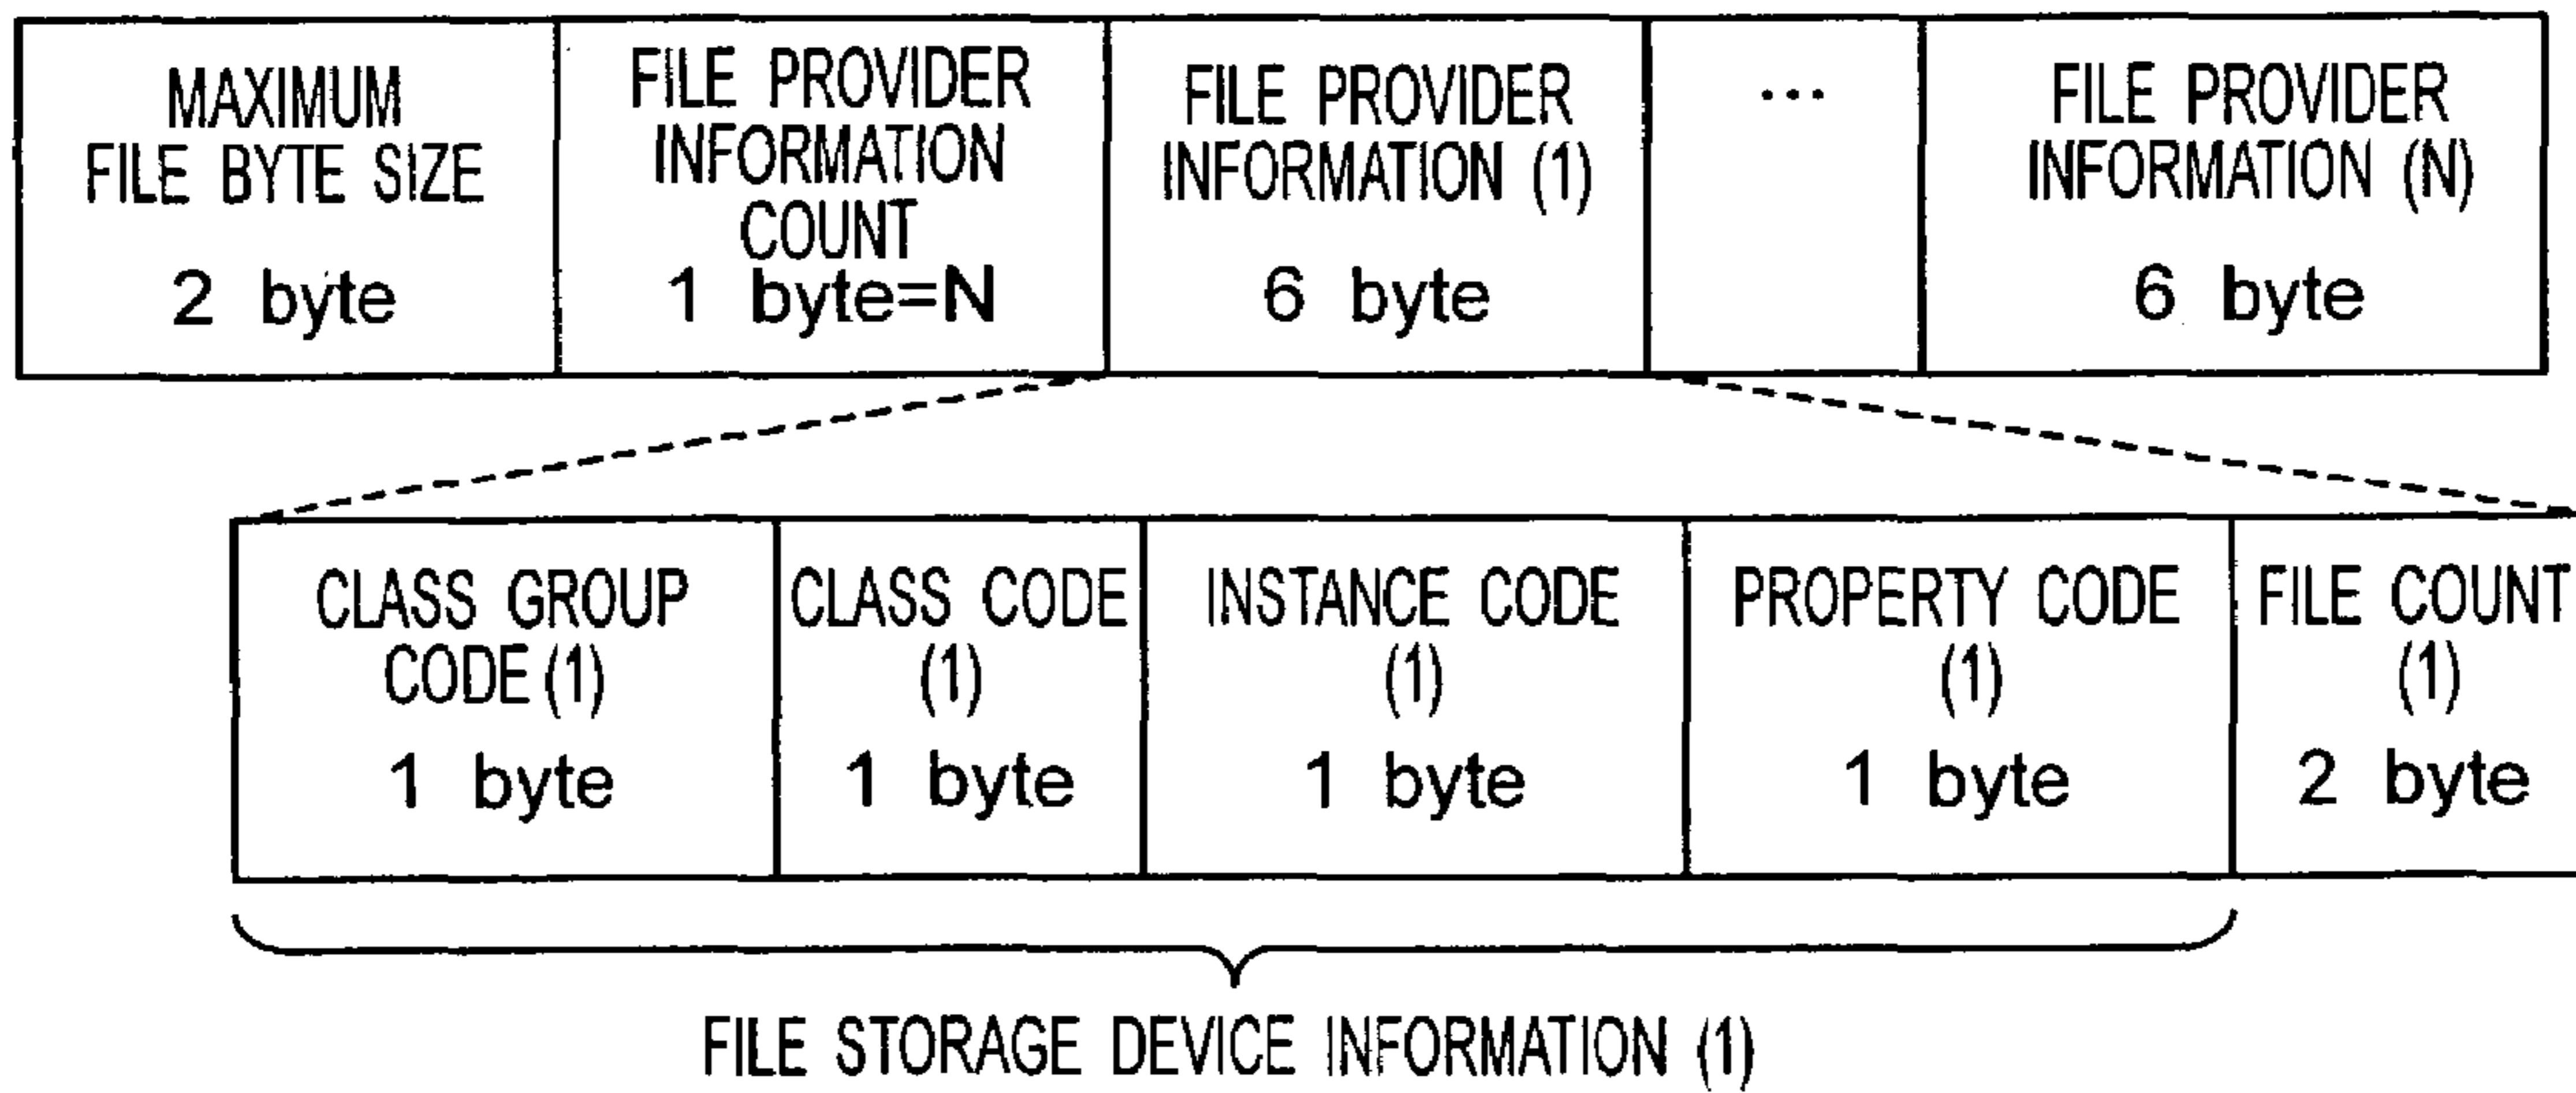 MAXIMUM
FILE BYTE SIZE
2 byte
FILE PROVIDER
INFORMATION
COUNT
1 byte=N
FILE PROVIDER
INFORMATION (1)
6 byte
...
FILE PROVIDER
INFORMATION (N)
6 byte
CLASS GROUP
CODE (1)
1 byte
CLASS CODE
(1)
1 byte
INSTANCE CODE
(1)
1 byte
PROPERTY CODE
(1)
1 byte
FILE COUNT
(1)
2 byte
FILE STORAGE DEVICE INFORMATION (1)